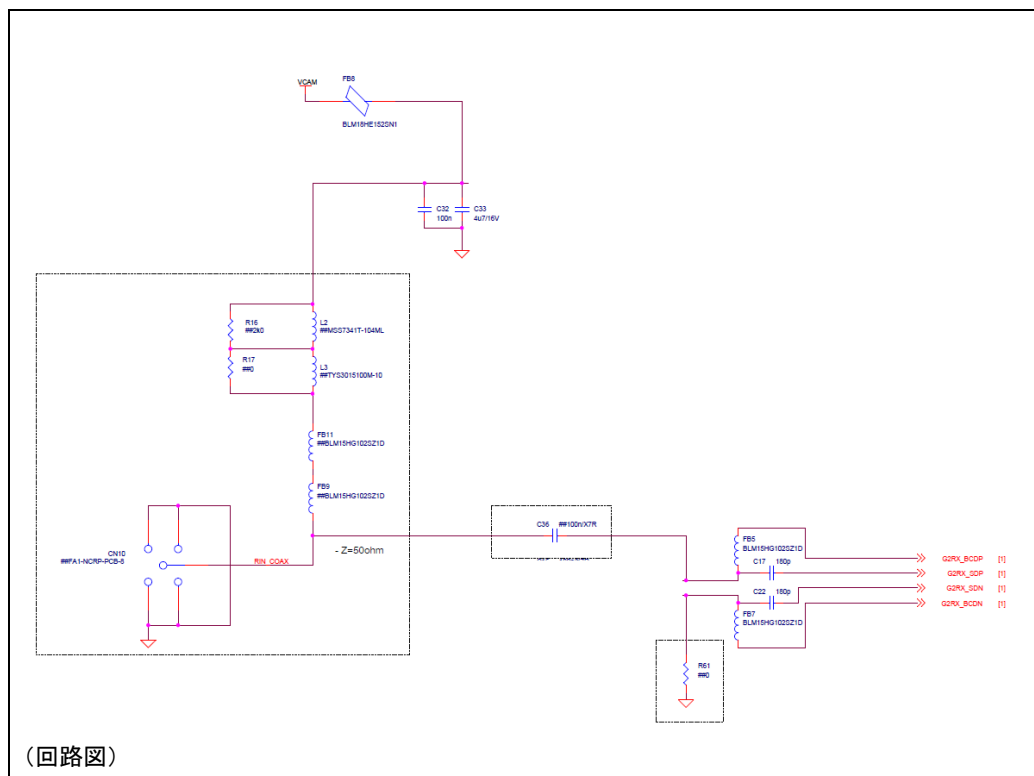 VCAM
FB8
BLM18HE152SN1
C32
100n
C33
4u7/16V
R16
##2k0
L2
##MSS7341T-104ML
R17
##0
L3
##TYS3015100M-10
FB11
##BLM15HG102SZ1D
FB9
##BLM15HG102SZ1D
CN10
##FA1-NCRP-PCB-8
RIN_COAX
- Z=50ohm
C36
##100n/X7R
FB5
BLM15HG102SZ1D
C17
180p
C22
180p
FB7
BLM15HG102SZ1D
G2RX_BCDP [1]
G2RX_SDP [1]
G2RX_SDN [1]
G2RX_BCDN [1]
R61
##0
(回路図)